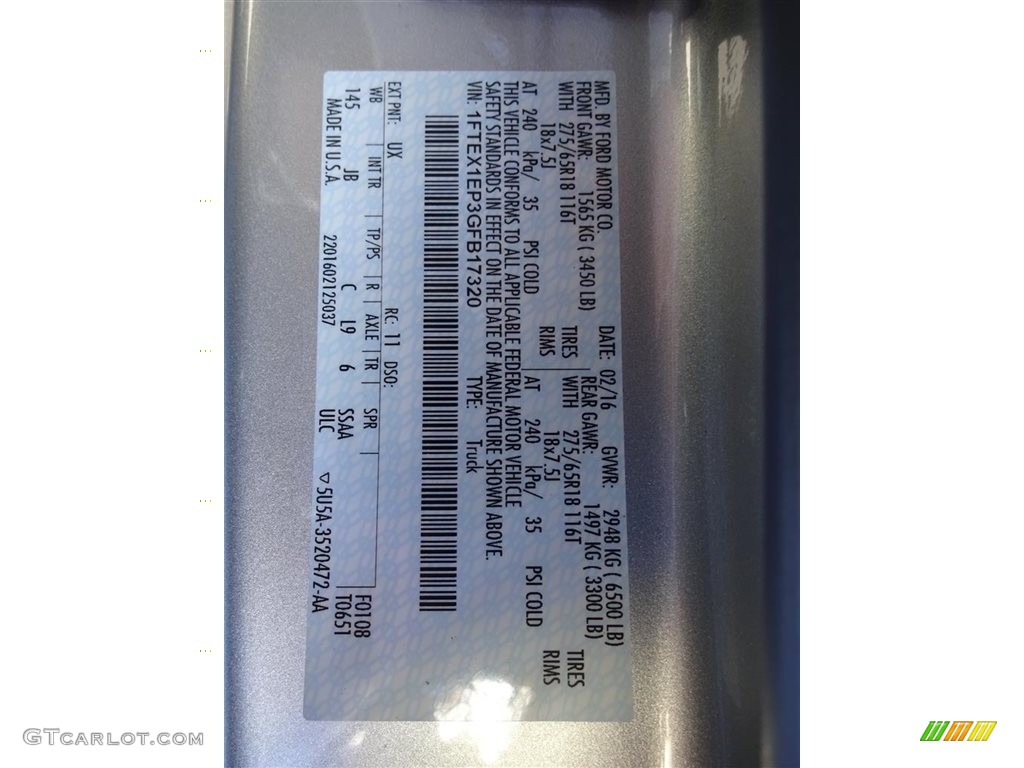 MFD. BY FORD MOTOR CO. DATE: 02/16 GVWR: 2948 KG ( 6500 LB)
FRONT GAWR: 1565 KG ( 3450 LB) REAR GAWR: 1497 KG ( 3300 LB)
WITH 275/65R18 116T TIRES WITH 275/65R18 116T TIRES
18x7.5J RIMS 18x7.5J RIMS
AT 240 kPa/ 35 PSI COLD AT 240 kPa/ 35 PSI COLD
THIS VEHICLE CONFORMS TO ALL APPLICABLE FEDERAL MOTOR VEHICLE
SAFETY STANDARDS IN EFFECT ON THE DATE OF MANUFACTURE SHOWN ABOVE.
VIN: 1FTEX1EP3GFB17320 TYPE: Truck
EXT PNT: UX RC: 11 DSO: F0108
WB INT TR TP/PS R AXLE TR SPR T0651
145 JB C L9 6 SSAA
MADE IN U.S.A. 2201602125037 ULC ▽5U5A-3520472-AA
GTCARLOT.COM